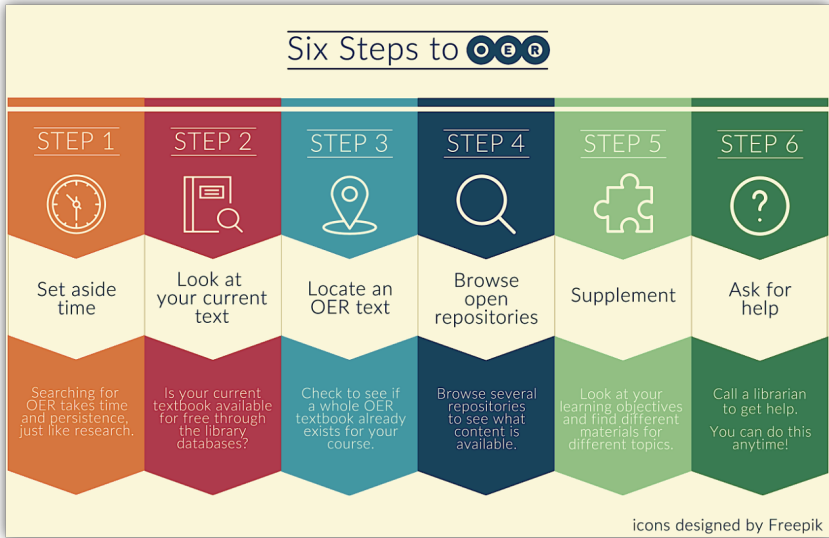 Six Steps to OER
STEP 1
Set aside
time
Searching for
OER takes time
and persistence,
just like research.
STEP 2
Look at
your current
text
Is your current
textbook available
for free through
the library
databases?
STEP 3
Locate an
OER text
Check to see if
a whole OER
textbook already
exists for your
course.
STEP 4
Browse
open
repositories
Browse several
repositories
to see what
content is
available.
STEP 5
Supplement
Look at your
learning objectives
and find different
materials for
different topics.
STEP 6
Ask for
help
Call a librarian
to get help.
You can do this
anytime!
icons designed by Freepik